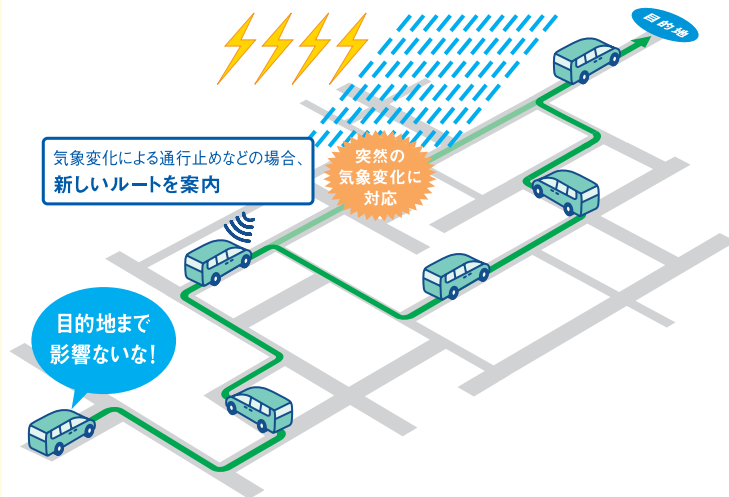 目的地
気象変化による通行止めなどの場合、
新しいルートを案内
突然の
気象変化に
対応
目的地まで
影響ないな!